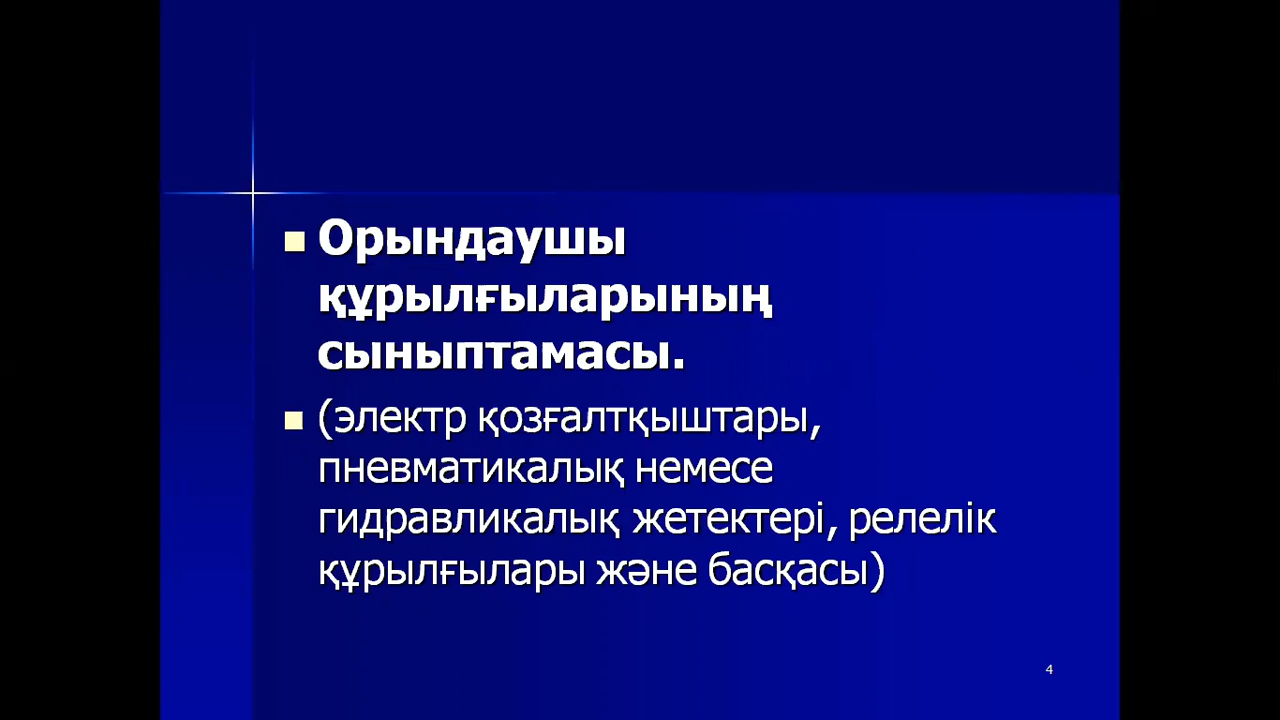 Орындаушы
құрылғыларының
сыныптамасы.
(электр қозғалтқыштары,
пневматикалық немесе
гидравликалық жетектері, релелік
құрылғылары және басқасы)
4